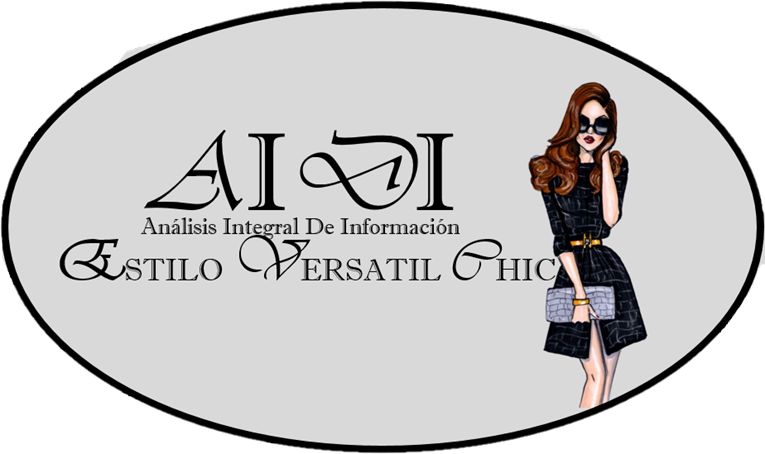 AIDI
Análisis Integral De Información
ESTILO VERSATIL CHIC